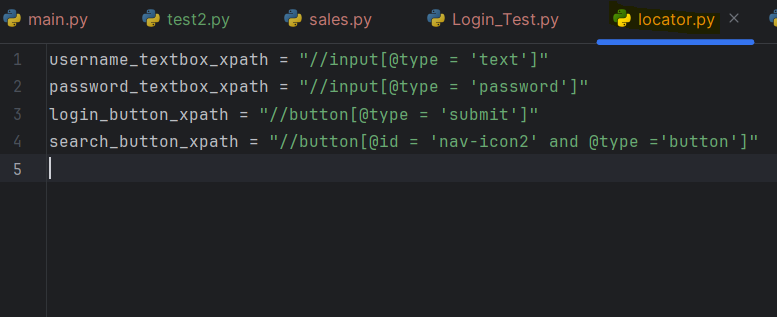 main.py test2.py sales.py Login_Test.py locator.py
1 username_textbox_xpath = "//input[@type = 'text']"
2 password_textbox_xpath = "//input[@type = 'password']"
3 login_button_xpath = "//button[@type = 'submit']"
4 search_button_xpath = "//button[@id = 'nav-icon2' and @type ='button']"
5